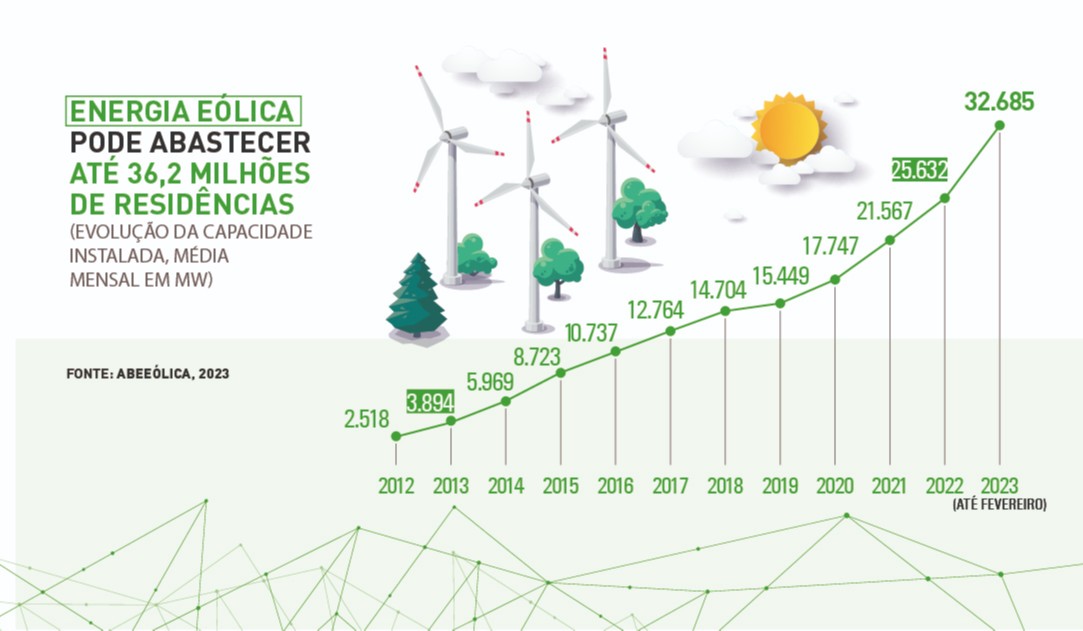 ENERGIA EÓLICA
PODE ABASTECER
ATÉ 36,2 MILHÕES
DE RESIDÊNCIAS
(EVOLUÇÃO DA CAPACIDADE
INSTALADA, MÉDIA
MENSAL EM MW)
FONTE: ABEEÓLICA, 2023
2.518
3.894
5.969
8.723
10.737
12.764
14.704
15.449
17.747
21.567
25.632
32.685
2012 2013 2014 2015 2016 2017 2018 2019 2020 2021 2022 2023
(ATÉ FEVEREIRO)